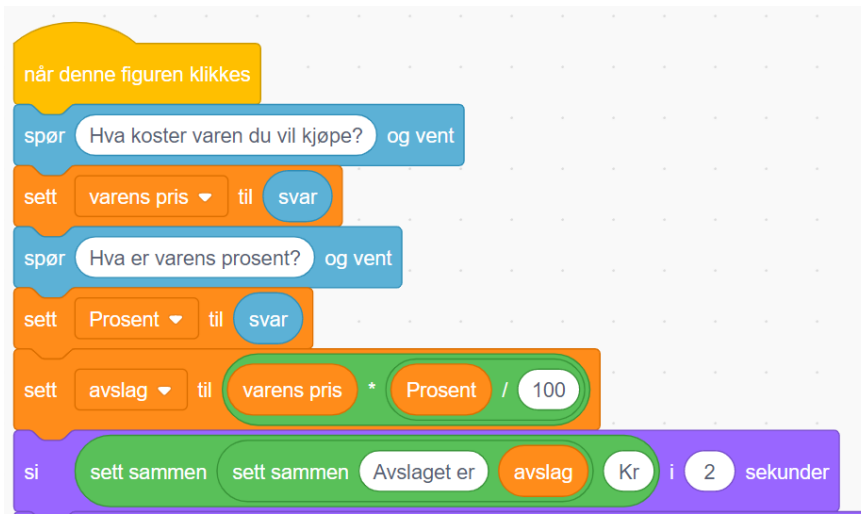 når denne figuren klikkes
spør Hva koster varen du vil kjøpe? og vent
sett varens pris til svar
spør Hva er varens prosent? og vent
sett Prosent til svar
sett avslag til varens pris * Prosent / 100
si sett sammen sett sammen Avslaget er avslag Kr i 2 sekunder